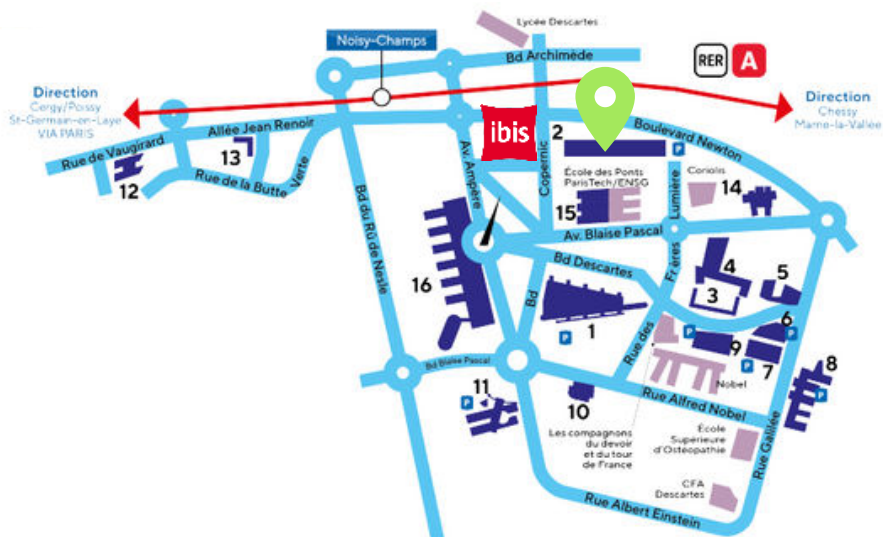 Lycée Descartes
Noisy-Champs
Bd Archimède
RER
A
Direction
Cergy/Poissy
St-Germain-en-Laye
VIA PARIS
Direction
Chessy
Marne-la-Vallée
Allée Jean Renoir
Rue de Vaugirard
13
12
Rue de la Butte Verte
Av. Ampère
ibis
2
Copernic
Boulevard Newton
P
École des Ponts
ParisTech/ENSG
Lumière
Coriolis
14
15
Av. Blaise Pascal
Bd du Rû de Nesle
16
Bd Descartes
Frères
4
5
3
Bd
1
P
Rue des
P
9
6
P
7
P
8
P
Nobel
Bd Blaise Pascal
11
P
10
Rue Alfred Nobel
Les compagnons
du devoir
et du tour
de France
École
Supérieure
d'Ostéopathie
Rue Galilée
CFA
Descartes
Rue Albert Einstein